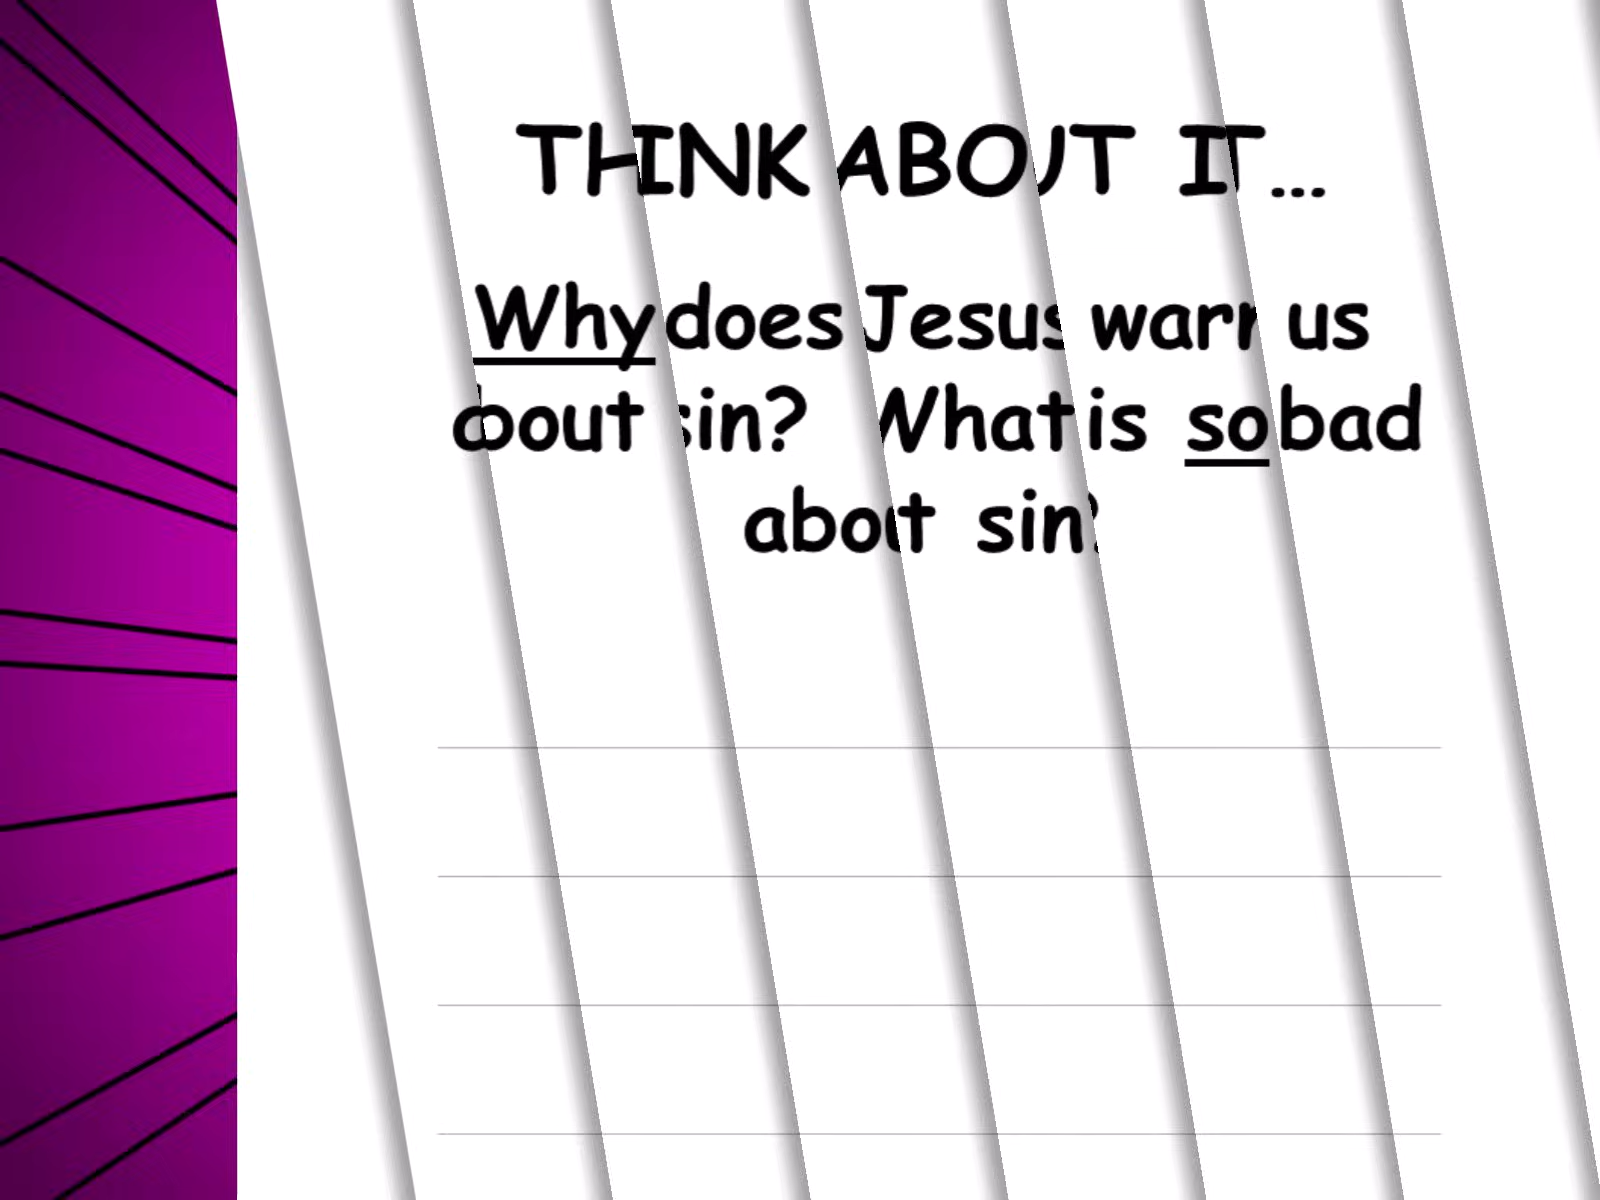 THINK ABOUT IT...
Why does Jesus warn us
about sin? What is so bad
about sin?